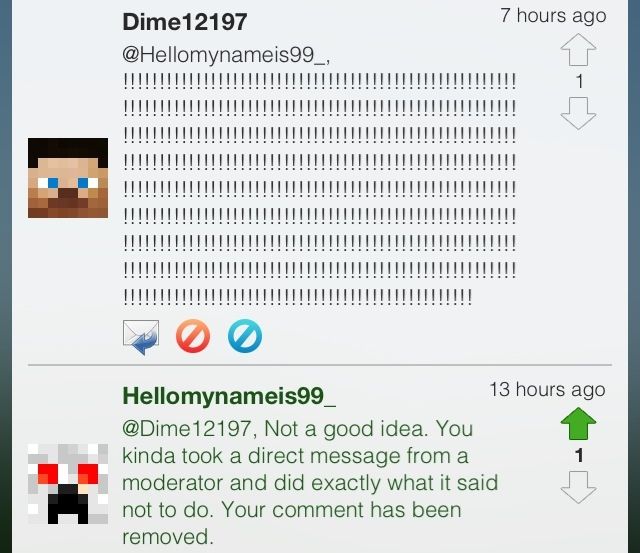 Dime12197
7 hours ago
@Hellomynameis99_,
!!!!!!!!!!!!!!!!!!!!!!!!!!!!!!!!!!!!!!!!!!!!!!!!!!!!!
1
!!!!!!!!!!!!!!!!!!!!!!!!!!!!!!!!!!!!!!!!!!!!!!!!!!!!!
!!!!!!!!!!!!!!!!!!!!!!!!!!!!!!!!!!!!!!!!!!!!!!!!!!!!!
!!!!!!!!!!!!!!!!!!!!!!!!!!!!!!!!!!!!!!!!!!!!!!!!!!!!!
!!!!!!!!!!!!!!!!!!!!!!!!!!!!!!!!!!!!!!!!!!!!!!!!!!!!!
!!!!!!!!!!!!!!!!!!!!!!!!!!!!!!!!!!!!!!!!!!!!!!!!!!!!!
!!!!!!!!!!!!!!!!!!!!!!!!!!!!!!!!!!!!!!!!!!!!!!!!!!!!!
!!!!!!!!!!!!!!!!!!!!!!!!!!!!!!!!!!!!!!!!!!!!!!!!!!!!!
!!!!!!!!!!!!!!!!!!!!!!!!!!!!!!!!!!!!!!!!!!!!!!!
Hellomynameis99_
13 hours ago
@Dime12197, Not a good idea. You
kinda took a direct message from a
1
moderator and did exactly what it said
not to do. Your comment has been
removed.